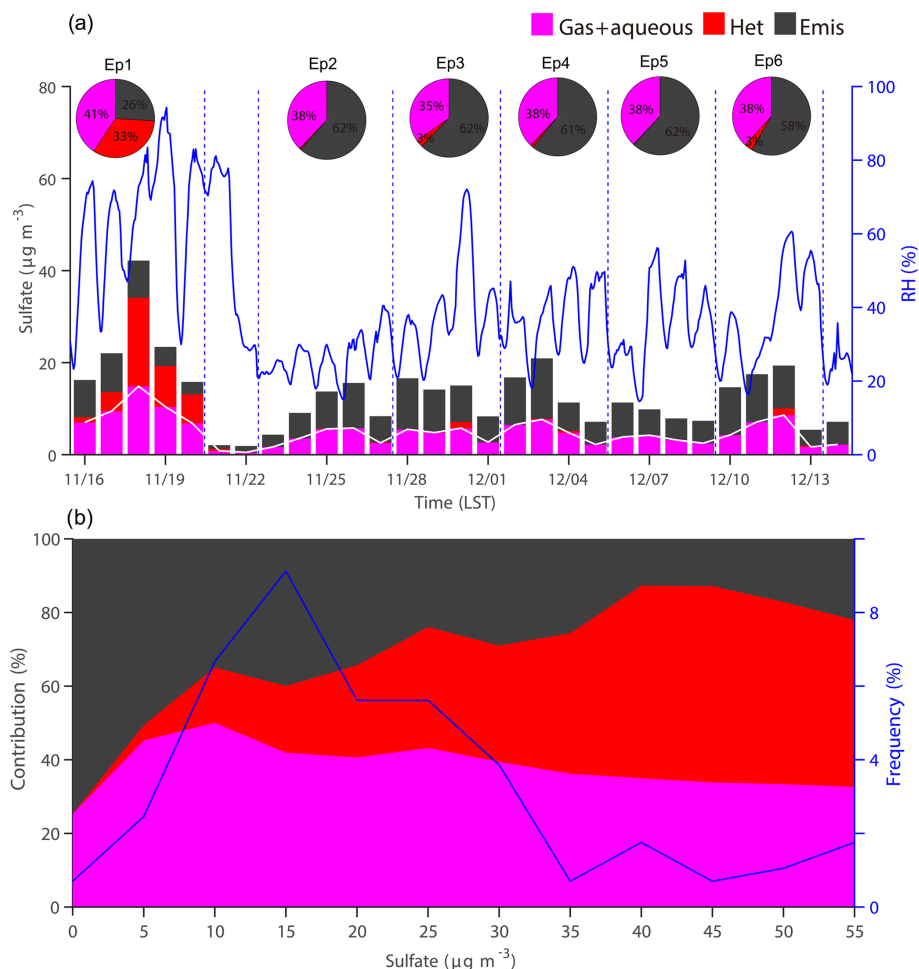 (a)
Gas+aqueous Het Emis
Ep1 Ep2 Ep3 Ep4 Ep5 Ep6
80 100
41% 26% 33% 38% 62% 35% 3% 62% 38% 61% 38% 62% 38% 3% 58%
60 80
40 60
20 40
0 20
0
Sulfate (μg m⁻³)
RH (%)
11/16 11/19 11/22 11/25 11/28 12/01 12/04 12/07 12/10 12/13
Time (LST)
(b)
100
80 8
60
40 4
20
0 0
Contribution (%)
Frequency (%)
0 5 10 15 20 25 30 35 40 45 50 55
Sulfate (μg m⁻³)